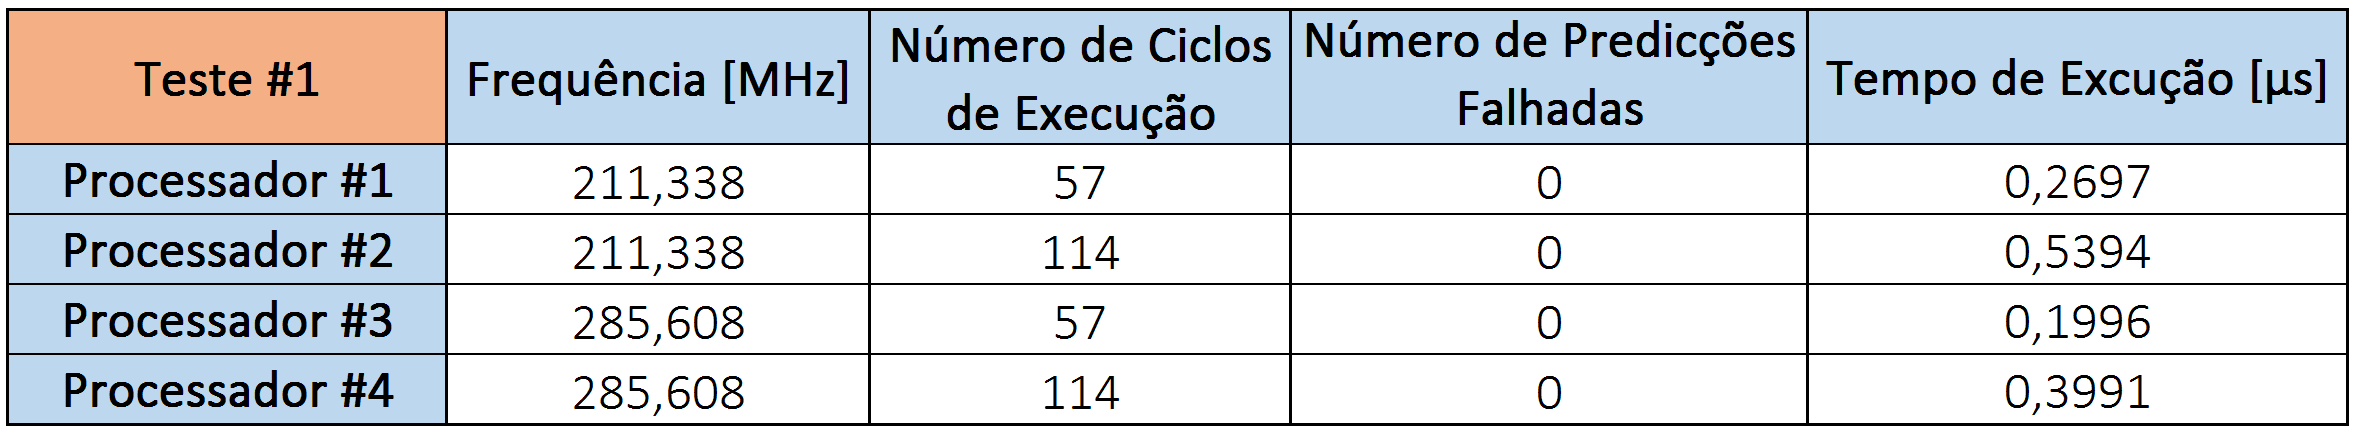 Teste #1 Frequência [MHz] Número de Ciclos de Execução Número de Predicções Falhadas Tempo de Excução [µs]
Processador #1 211,338 57 0 0,2697
Processador #2 211,338 114 0 0,5394
Processador #3 285,608 57 0 0,1996
Processador #4 285,608 114 0 0,3991